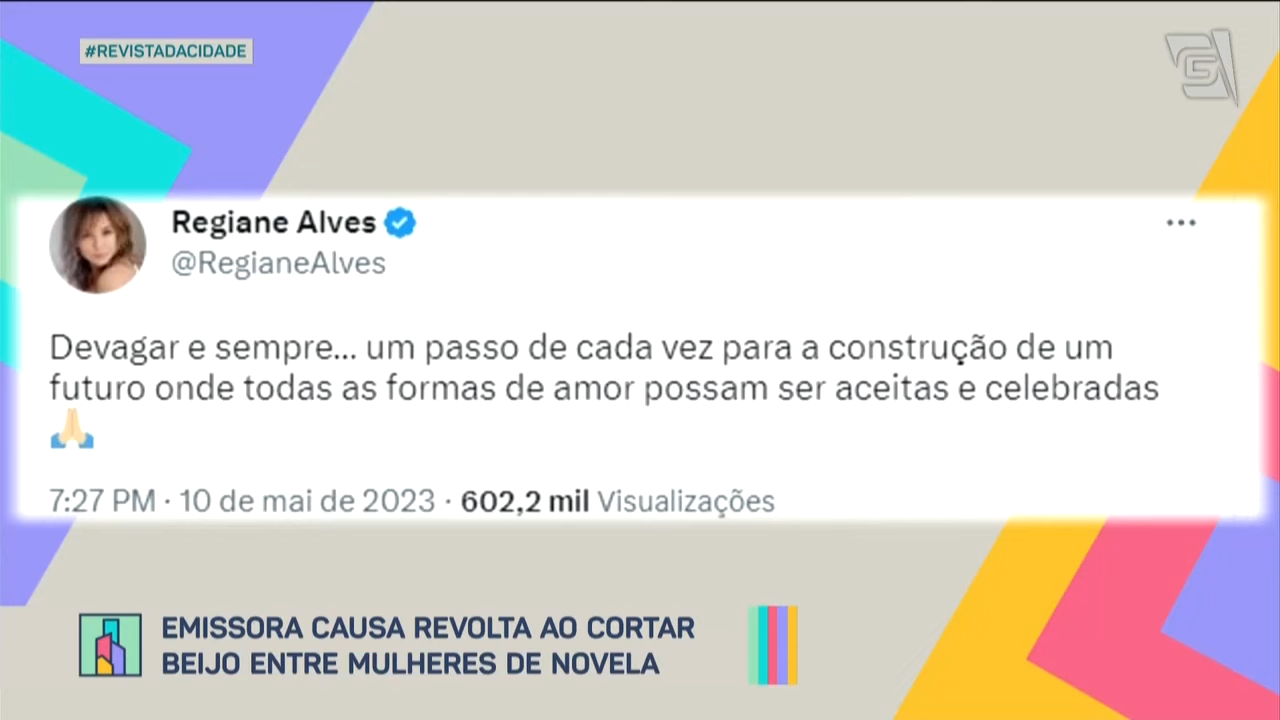 #REVISTADACIDADE
Regiane Alves
@RegianeAlves
Devagar e sempre... um passo de cada vez para a construção de um
futuro onde todas as formas de amor possam ser aceitas e celebradas
🙏🏻
7:27 PM · 10 de mai de 2023 · 602,2 mil Visualizações
EMISSORA CAUSA REVOLTA AO CORTAR
BEIJO ENTRE MULHERES DE NOVELA